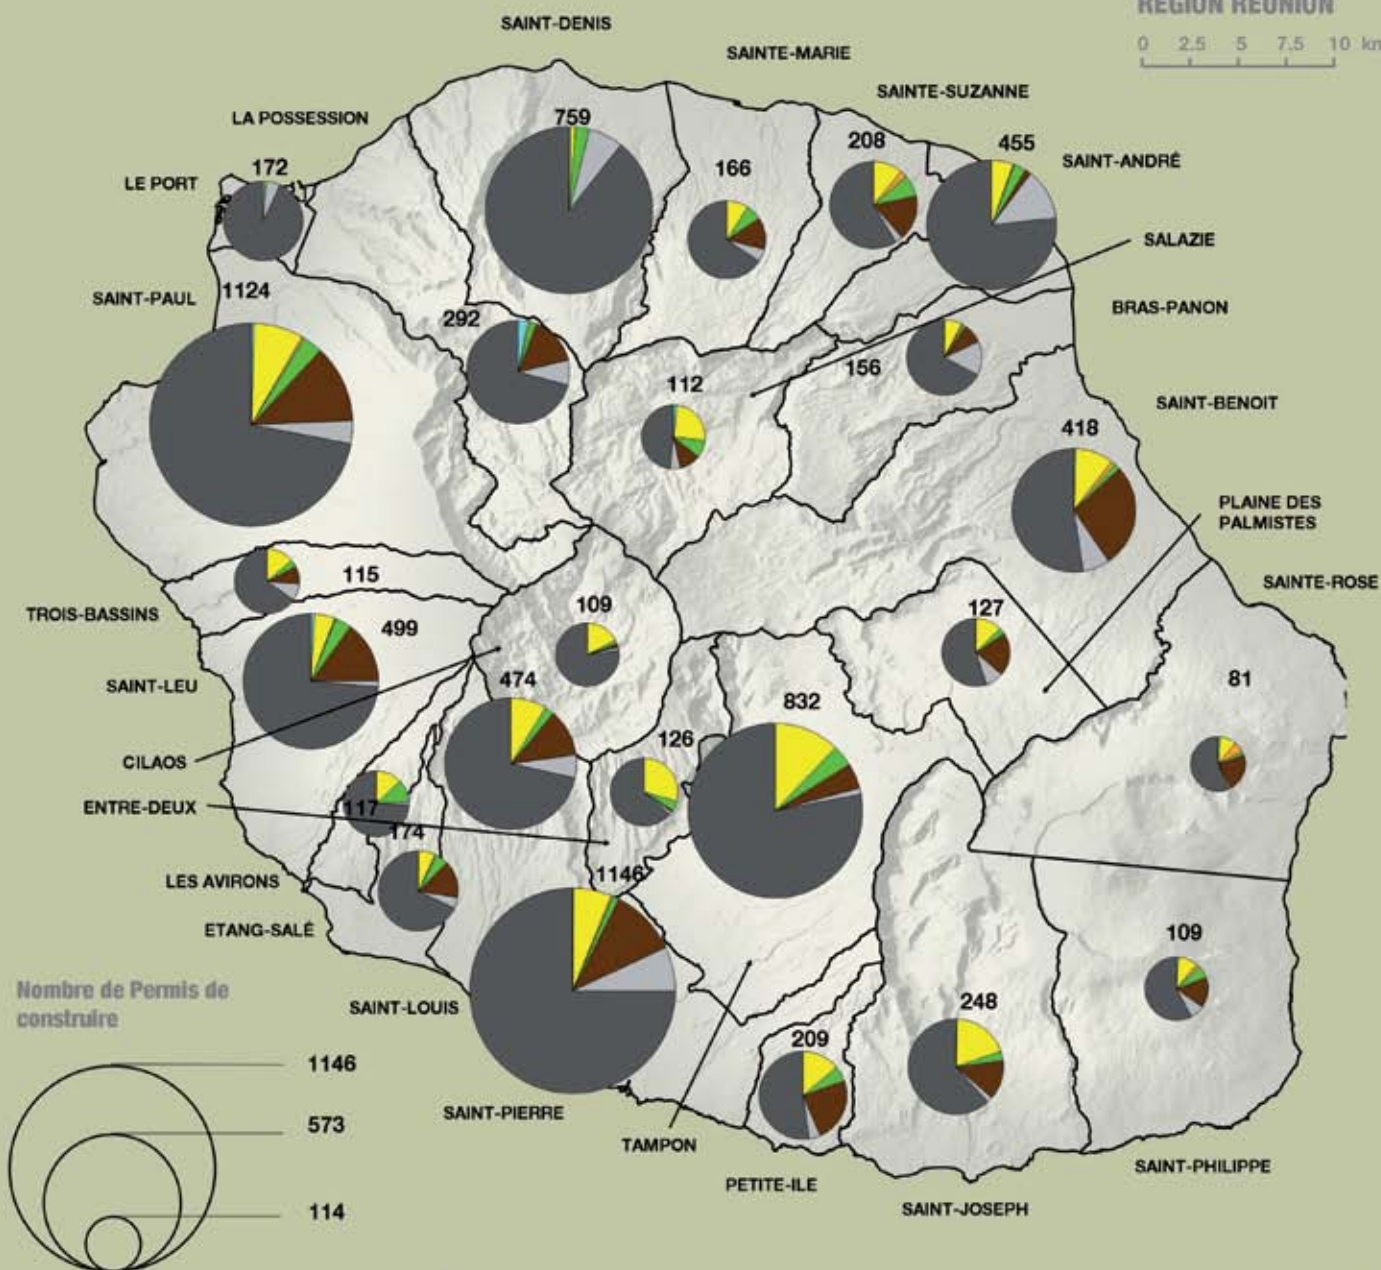 RÉGION RÉUNION
0 2.5 5 7.5 10 km
SAINT-DENIS
SAINTE-MARIE
SAINTE-SUZANNE
LA POSSESSION
759
208
455
SAINT-ANDRÉ
172
166
LE PORT
SALAZIE
SAINT-PAUL
1124
BRAS-PANON
292
156
112
SAINT-BENOIT
418
PLAINE DES
PALMISTES
115
SAINTE-ROSE
TROIS-BASSINS
109
127
499
SAINT-LEU
474
832
81
126
CILAOS
ENTRE-DEUX
117
174
1146
LES AVIRONS
ETANG-SALÉ
109
Nombre de Permis de
construire
SAINT-LOUIS
248
209
1146
SAINT-PIERRE
573
TAMPON
SAINT-PHILIPPE
PETITE-ILE
SAINT-JOSEPH
114